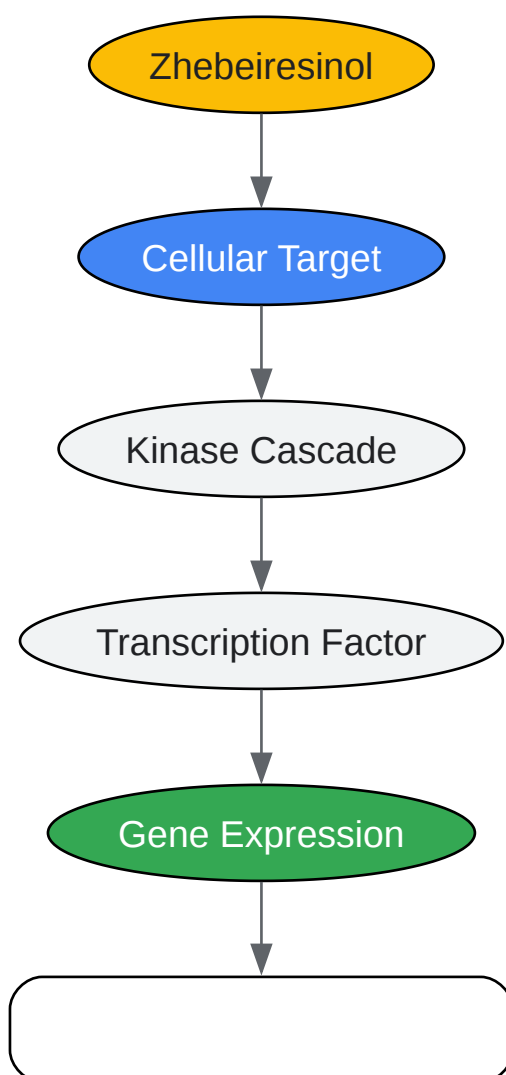 Zhebeiresinol
Cellular Target
Kinase Cascade
Transcription Factor
Gene Expression